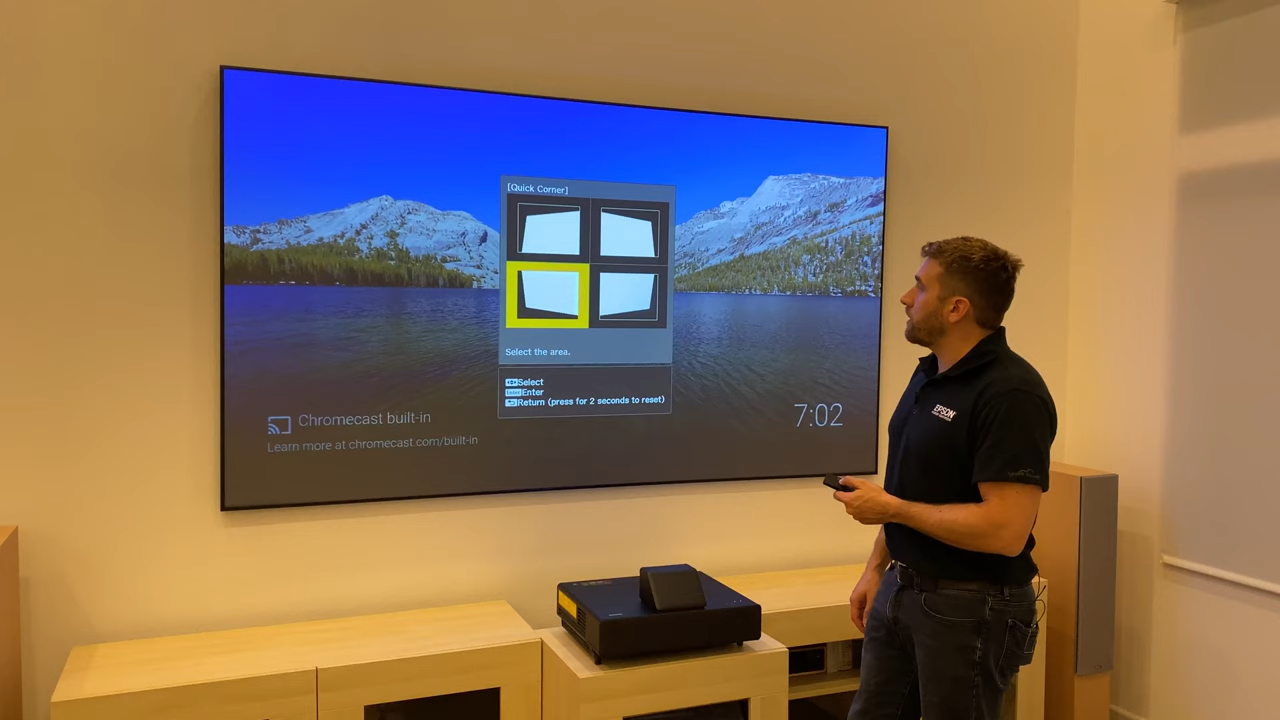 [Quick Corner]
Select the area.
Select
Enter Enter
Return (press for 2 seconds to reset)
Chromecast built-in
Learn more at chromecast.com/built-in
7:02
EPSON